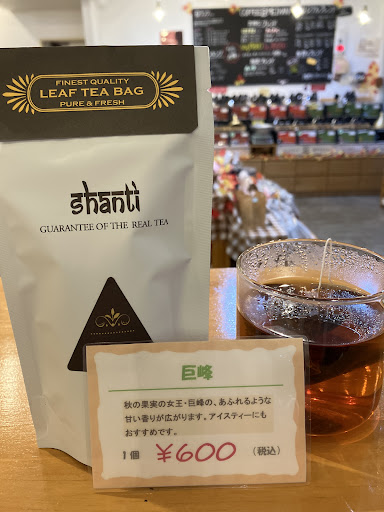 FINEST QUALITY
LEAF TEA BAG
PURE & FRESH
shanti
GUARANTEE OF THE REAL TEA
巨峰
秋の果実の女王・巨峰の、あふれるような
甘い香りが広がります。アイスティーにも
おすすめです。
1個 ¥600 (税込)